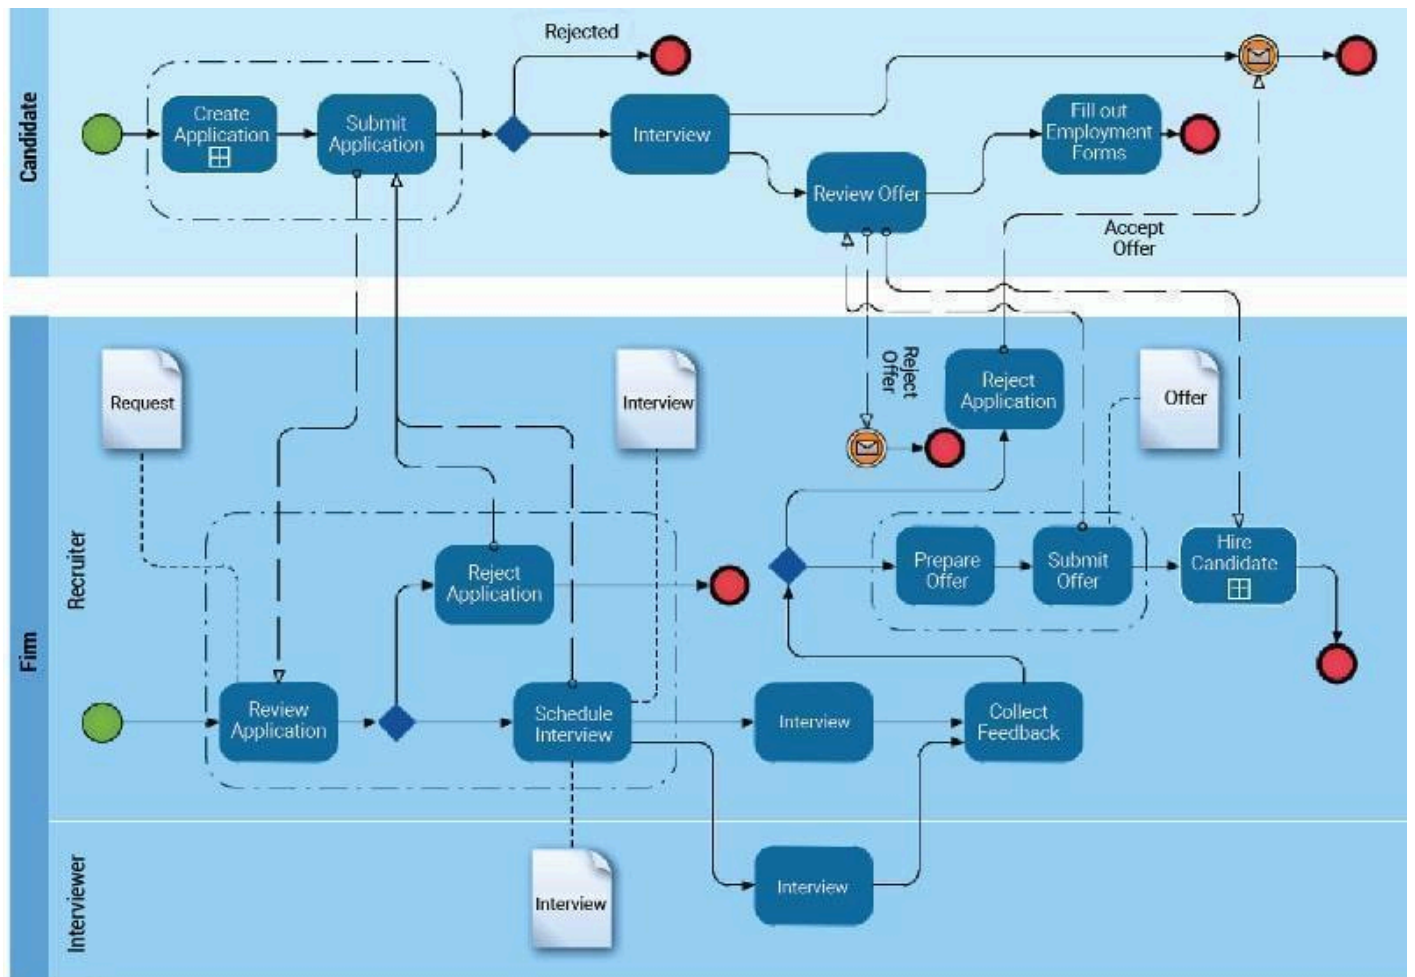 Candidate
Rejected
Create
Application
Submit
Application
Interview
Fill out
Employment
Forms
Review Offer
Accept
Offer
Firm
Recruiter
Request
Interview
Reject
Offer
Reject
Application
Offer
Reject
Application
Prepare
Offer
Submit
Offer
Hire
Candidate
Review
Application
Schedule
Interview
Interview
Collect
Feedback
Interviewer
Interview
Interview